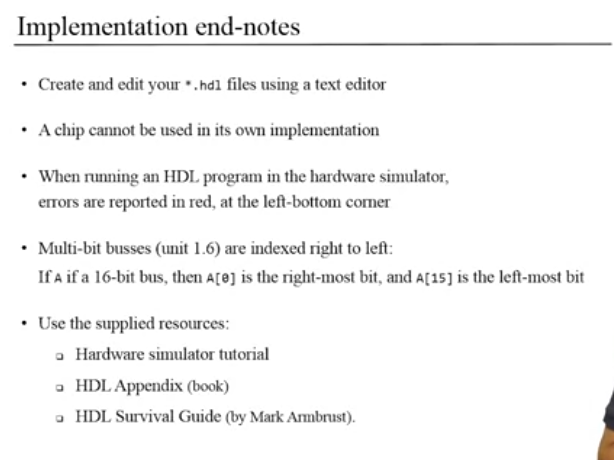 Implementation end-notes
• Create and edit your *.hdl files using a text editor
• A chip cannot be used in its own implementation
• When running an HDL program in the hardware simulator,
errors are reported in red, at the left-bottom corner
• Multi-bit busses (unit 1.6) are indexed right to left:
If A if a 16-bit bus, then A[0] is the right-most bit, and A[15] is the left-most bit
• Use the supplied resources:
❏ Hardware simulator tutorial
❏ HDL Appendix (book)
❏ HDL Survival Guide (by Mark Armbrust).